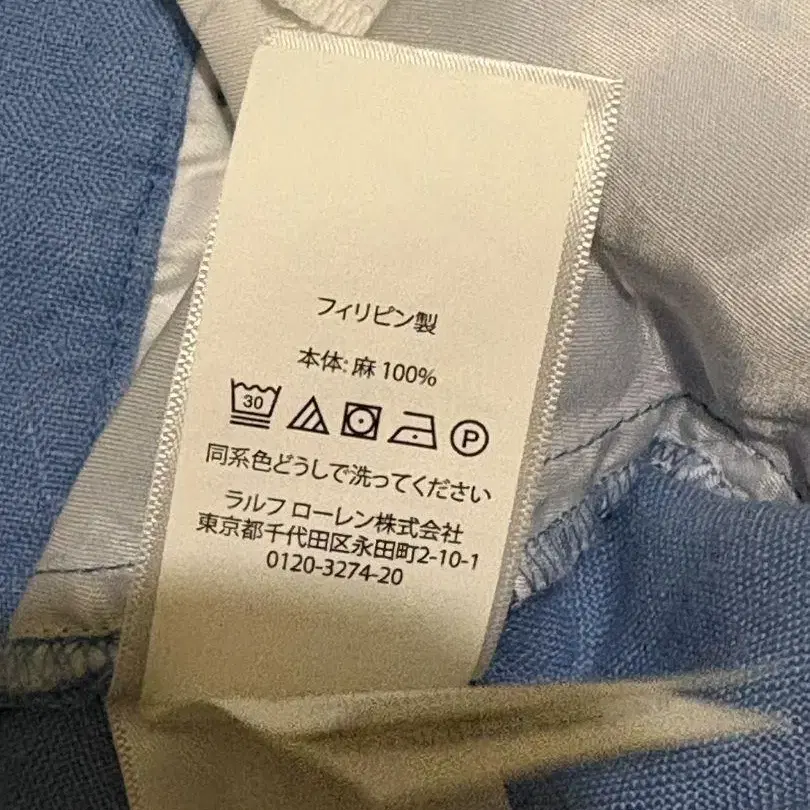 フィリピン製
本体: 麻 100%
30 P
同系色どうしで洗ってください
ラルフ ローレン株式会社
東京都千代田区永田町2-10-1
0120-3274-20